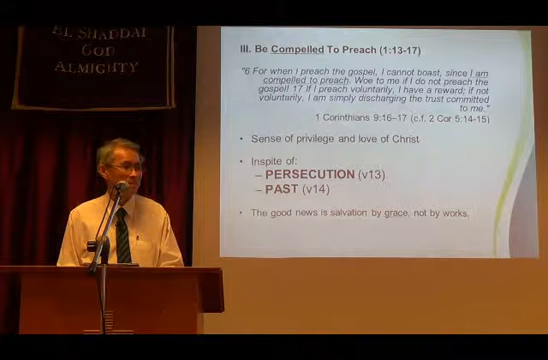 EL SHADDAI
GOD
ALMIGHTY
III. Be Compelled To Preach (1:13-17)
"6 For when I preach the gospel, I cannot boast, since I am
compelled to preach. Woe to me if I do not preach the
gospel! 17 If I preach voluntarily, I have a reward; if not
voluntarily, I am simply discharging the trust committed
to me."
1 Corinthians 9:16–17 (c.f. 2 Cor 5:14-15)
• Sense of privilege and love of Christ
• Inspite of:
– PERSECUTION (v13)
– PAST (v14)
• The good news is salvation by grace, not by works.